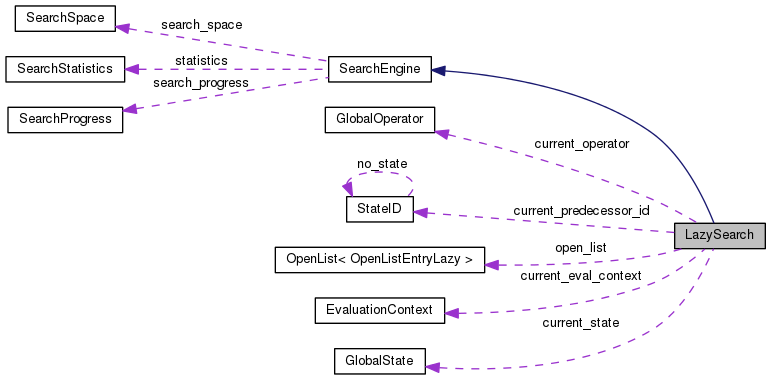 SearchSpace
search_space
SearchStatistics
statistics
SearchEngine
search_progress
SearchProgress
GlobalOperator
current_operator
no_state
StateID
current_predecessor_id
LazySearch
OpenList< OpenListEntryLazy >
open_list
current_eval_context
EvaluationContext
current_state
GlobalState